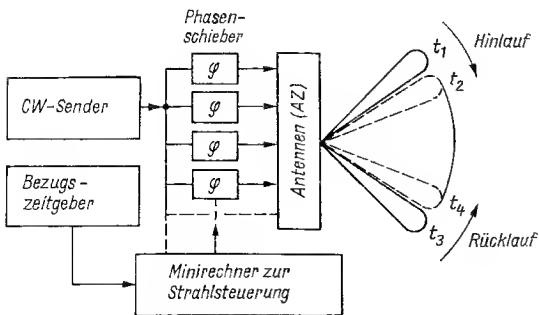 Phasen-
schieber
φ
φ
φ
φ
CW-Sender
Bezugs-
zeitgeber
Antennen (AZ)
t1
t2
t4
t3
Hinlauf
Rücklauf
Minirechner zur
Strahlsteuerung